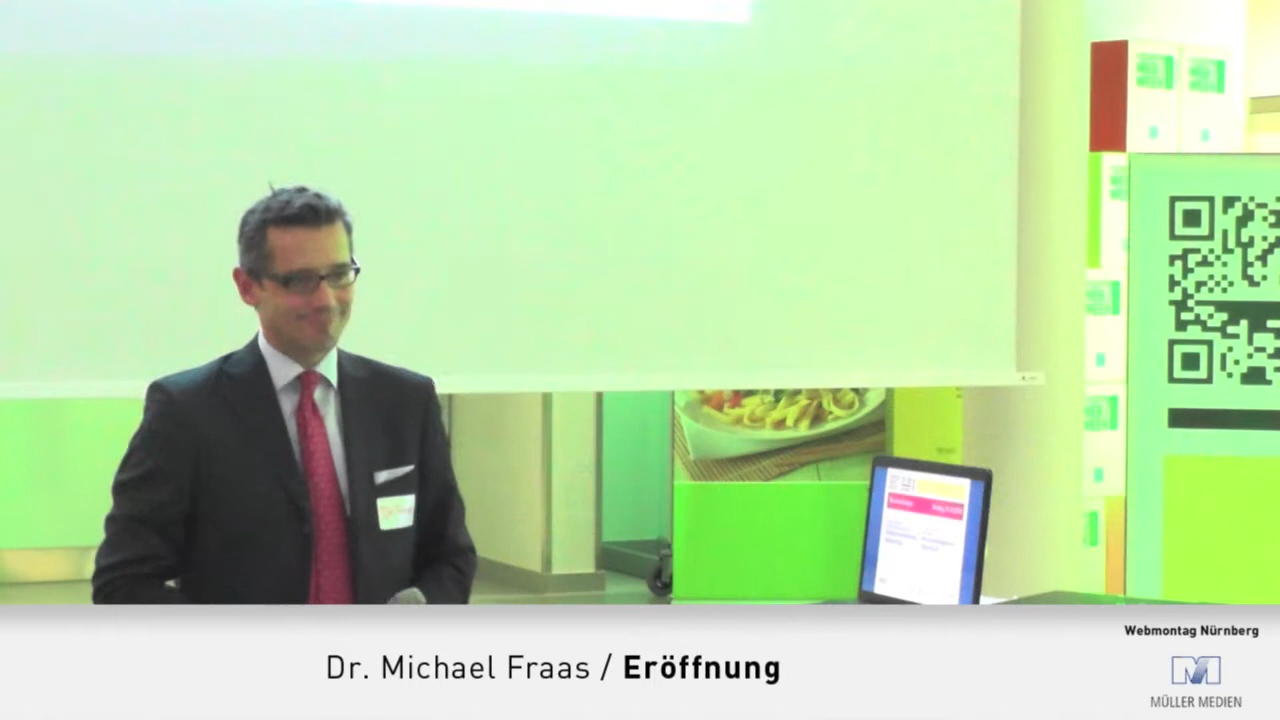 Webmontag Nürnberg
Dr. Michael Fraas / Eröffnung
MÜLLER MEDIEN